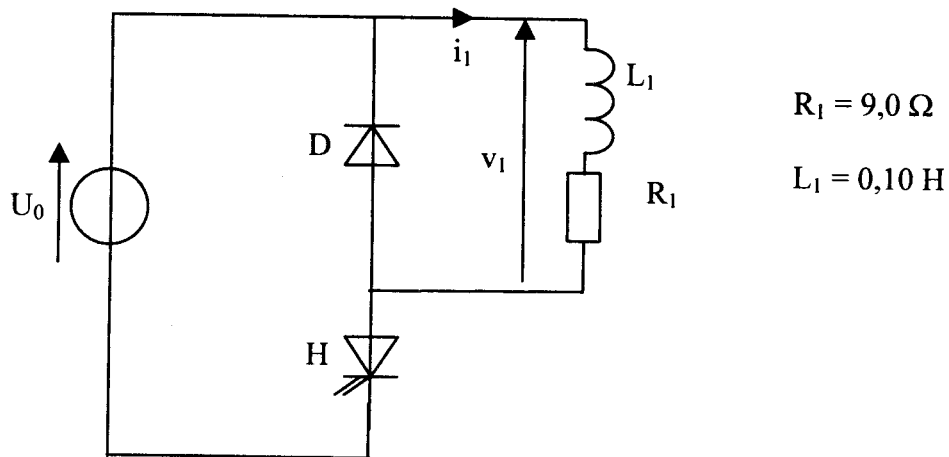 i₁
L₁
R₁ = 9,0 Ω
D
v₁
L₁ = 0,10 H
U₀
R₁
H